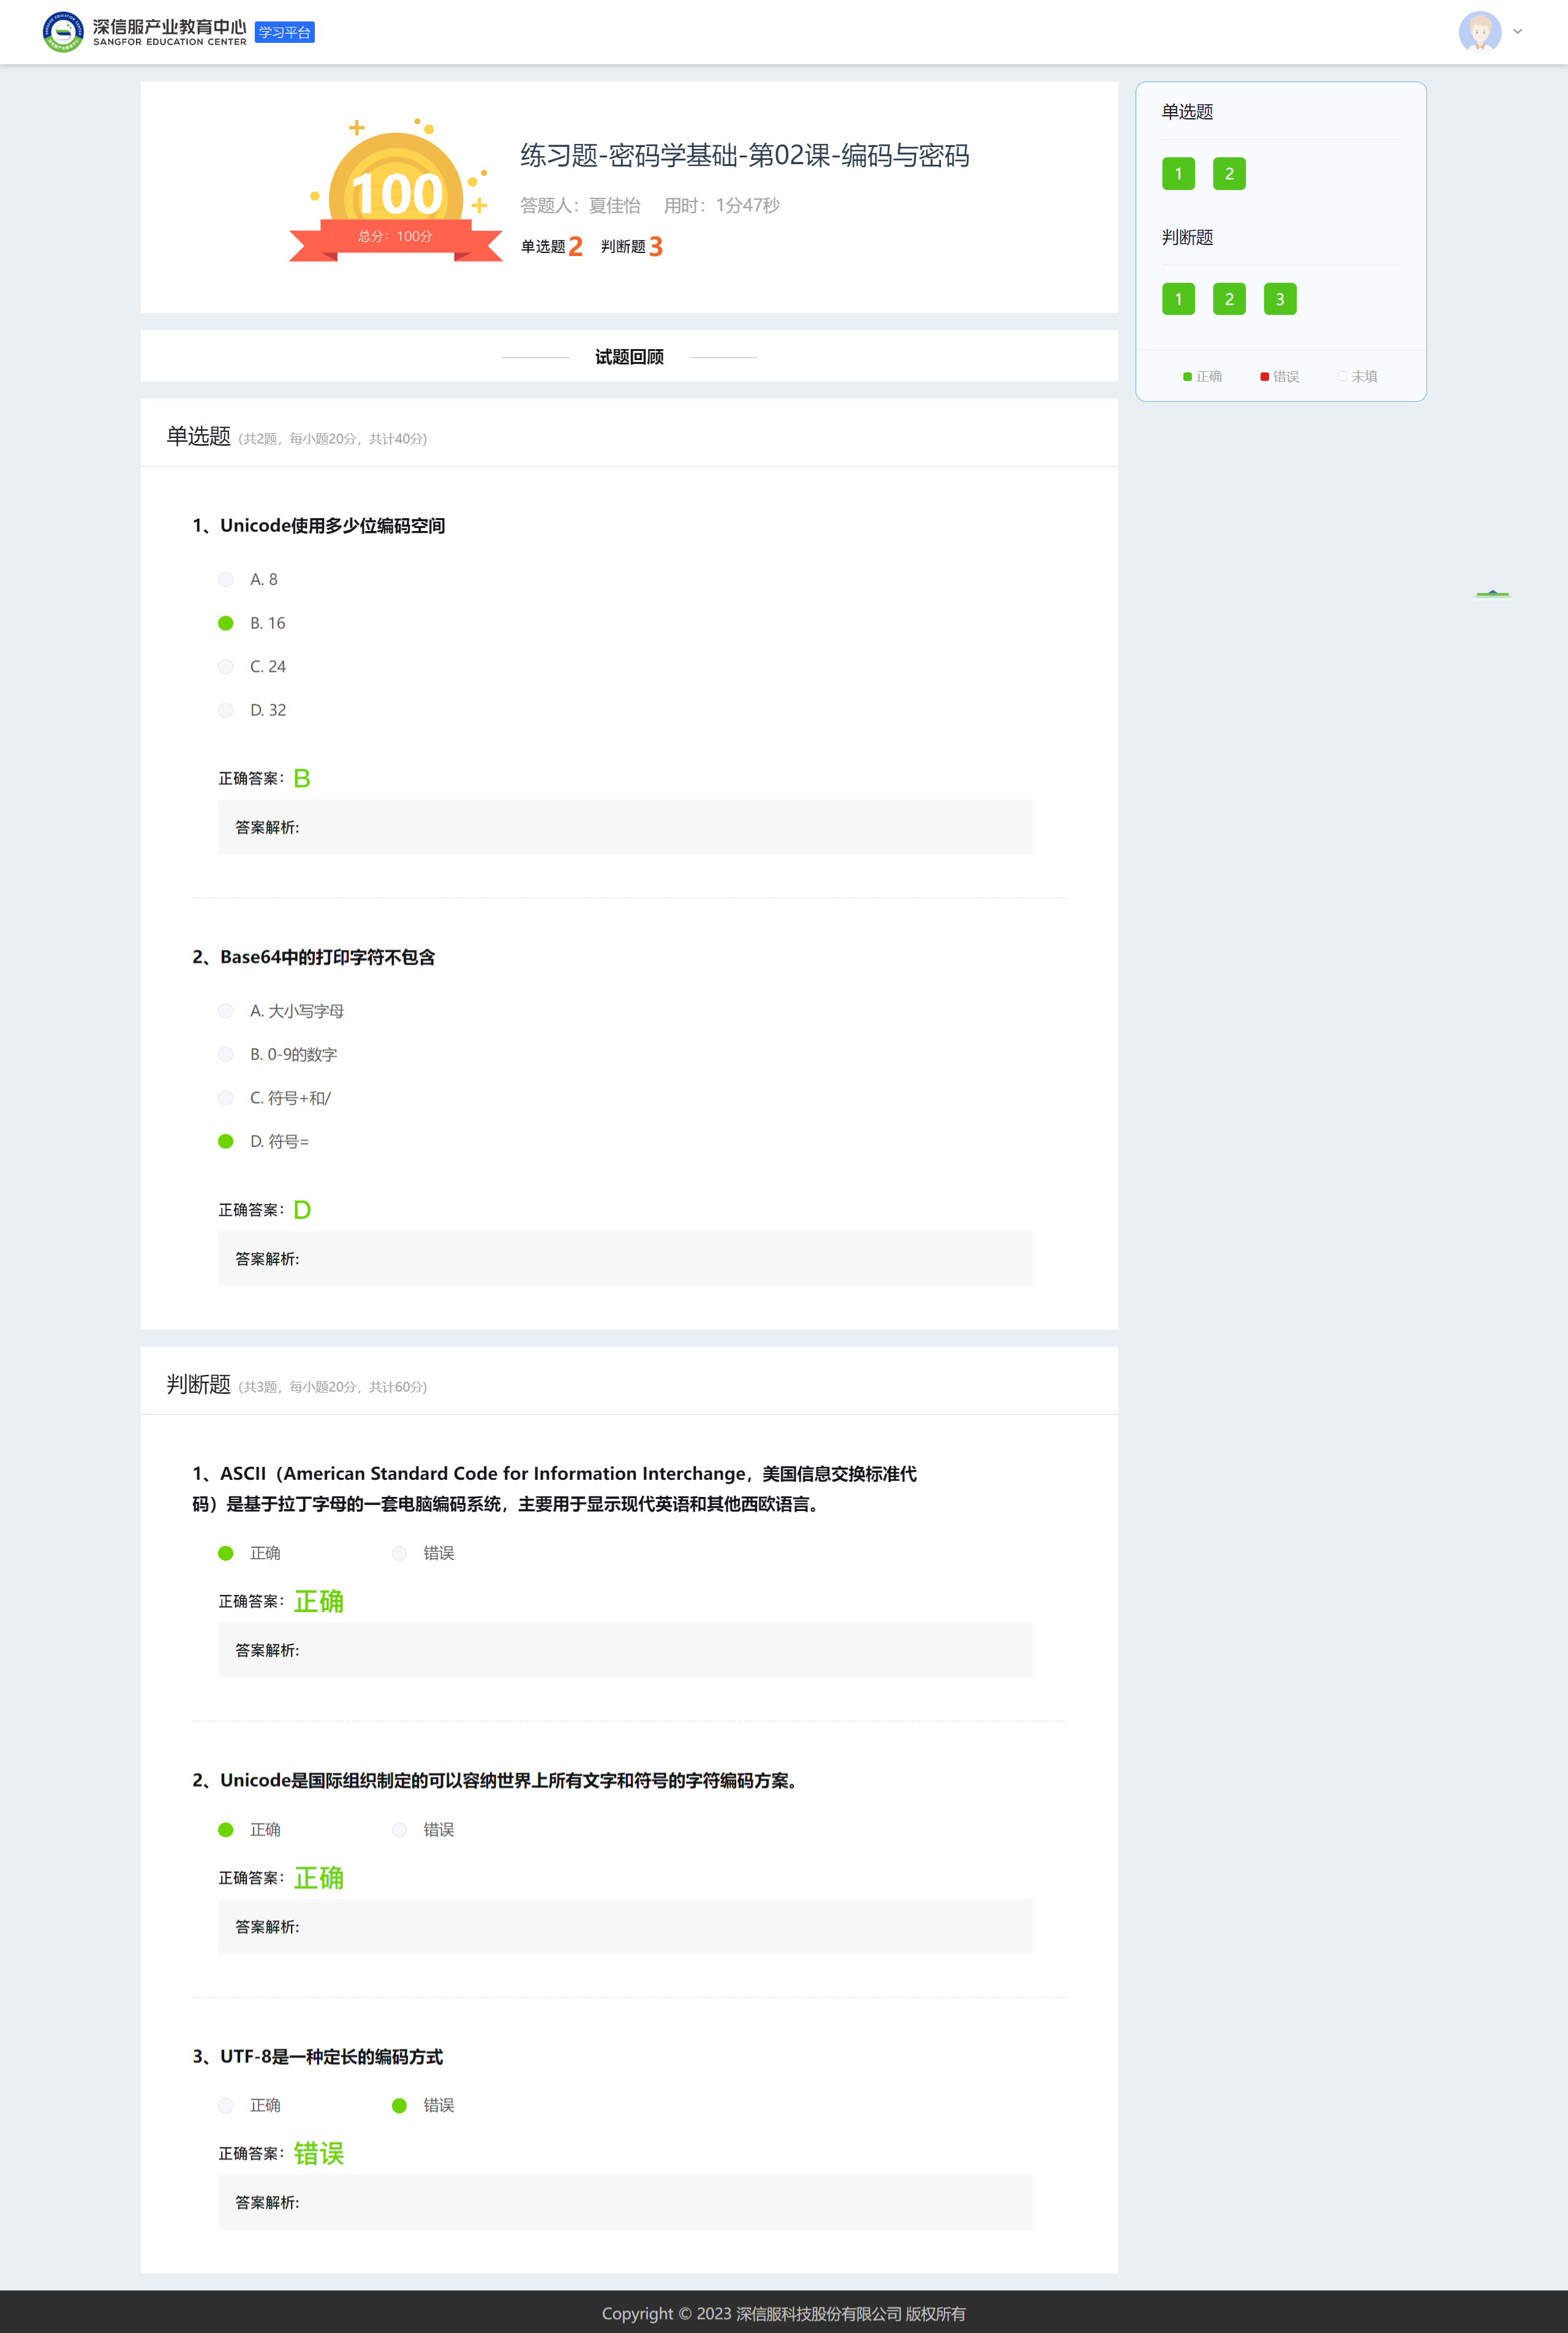 深信服产业教育中心
SANGFOR EDUCATION CENTER
学习平台
100
总分：100分
练习题-密码学基础-第02课-编码与密码
答题人：夏佳怡 用时：1分47秒
单选题2 判断题3
单选题
1 2
判断题
1 2 3
正确 错误 未填
试题回顾
单选题 (共2题，每小题20分，共计40分)
1、Unicode使用多少位编码空间
A. 8
B. 16
C. 24
D. 32
正确答案：B
答案解析:
2、Base64中的打印字符不包含
A. 大小写字母
B. 0-9的数字
C. 符号+和/
D. 符号=
正确答案：D
答案解析:
判断题 (共3题，每小题20分，共计60分)
1、ASCII（American Standard Code for Information Interchange，美国信息交换标准代
码）是基于拉丁字母的一套电脑编码系统，主要用于显示现代英语和其他西欧语言。
正确 错误
正确答案：正确
答案解析:
2、Unicode是国际组织制定的可以容纳世界上所有文字和符号的字符编码方案。
正确 错误
正确答案：正确
答案解析:
3、UTF-8是一种定长的编码方式
正确 错误
正确答案：错误
答案解析:
Copyright © 2023 深信服科技股份有限公司 版权所有